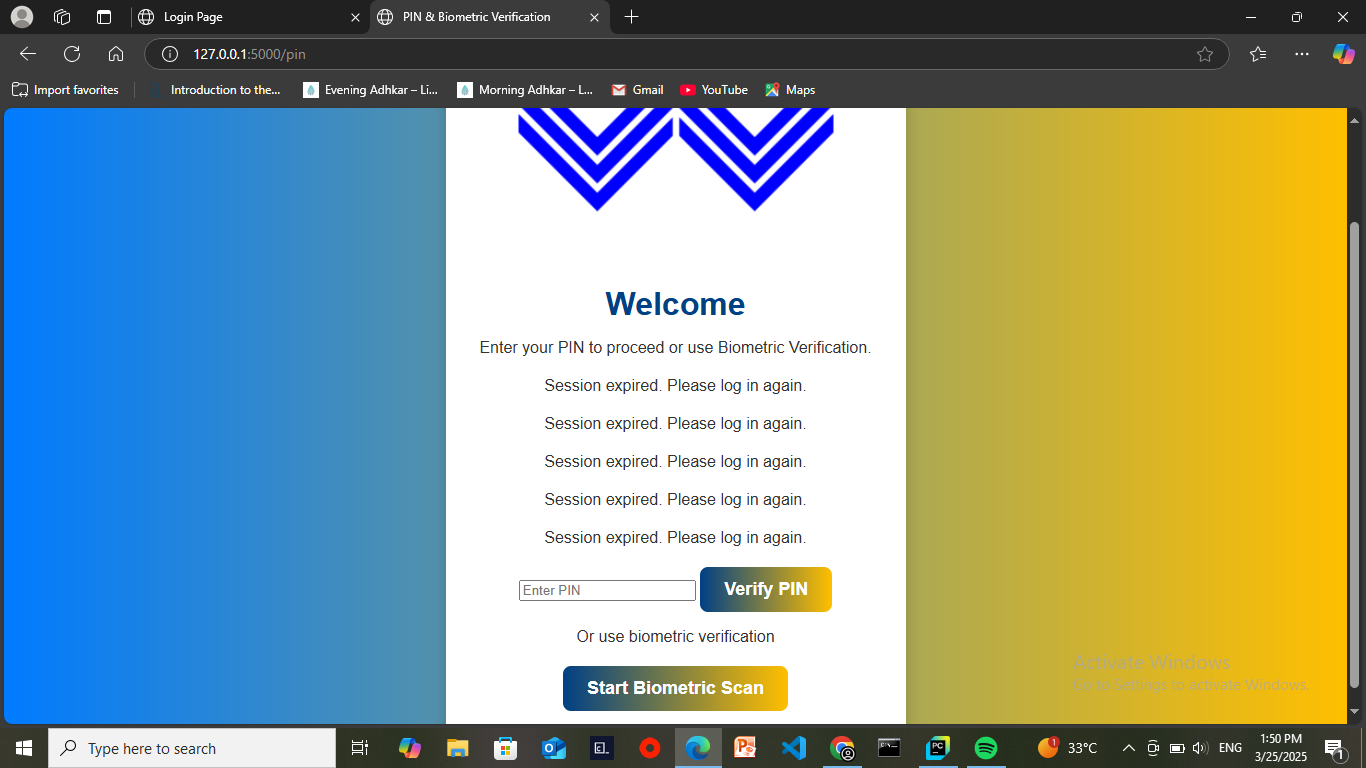 Login Page
PIN & Biometric Verification
127.0.0.1:5000/pin
Import favorites
Introduction to the...
Evening Adhkar – Li...
Morning Adhkar – L...
Gmail
YouTube
Maps
Welcome
Enter your PIN to proceed or use Biometric Verification.
Session expired. Please log in again.
Session expired. Please log in again.
Session expired. Please log in again.
Session expired. Please log in again.
Session expired. Please log in again.
Enter PIN
Verify PIN
Or use biometric verification
Start Biometric Scan
Activate Windows
Go to Settings to activate Windows.
Type here to search
PC
1
33°C
ENG
1:50 PM
3/25/2025
1